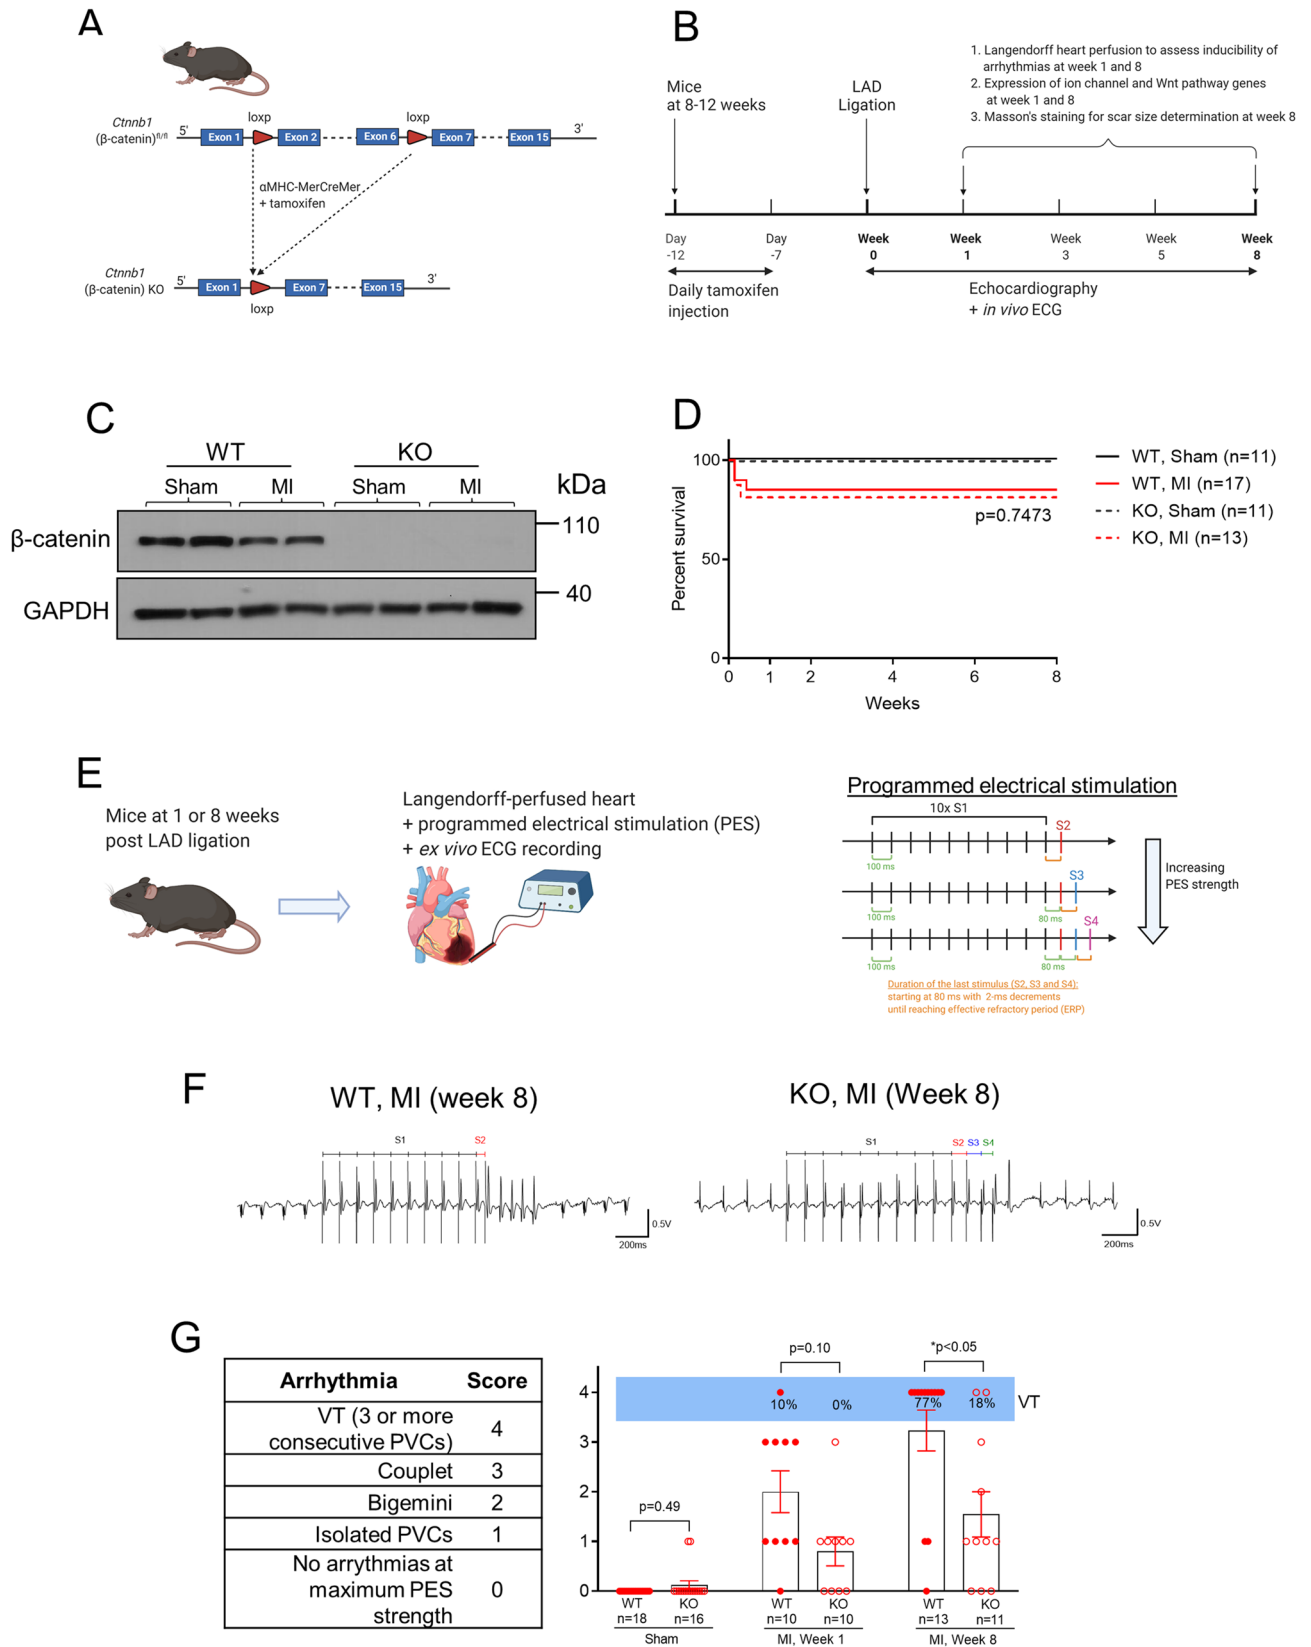 A
Ctnnb1
(β-catenin)fl/fl
5'
Exon 1
loxp
Exon 2
Exon 6
loxp
Exon 7
Exon 15
3'
αMHC-MerCreMer
+ tamoxifen
Ctnnb1
(β-catenin) KO
5'
Exon 1
Exon 7
Exon 15
3'
loxp
B
1. Langendorff heart perfusion to assess inducibility of
arrhythmias at week 1 and 8
2. Expression of ion channel and Wnt pathway genes
at week 1 and 8
3. Masson's staining for scar size determination at week 8
Mice
at 8-12 weeks
LAD
Ligation
Day
-12
Day
-7
Week
0
Week
1
Week
3
Week
5
Week
8
Daily tamoxifen
injection
Echocardiography
+ in vivo ECG
C
WT
KO
Sham
MI
Sham
MI
kDa
β-catenin
110
GAPDH
40
D
Percent survival
100
50
0
0
1
2
4
6
8
Weeks
p=0.7473
WT, Sham (n=11)
WT, MI (n=17)
KO, Sham (n=11)
KO, MI (n=13)
E
Mice at 1 or 8 weeks
post LAD ligation
Langendorff-perfused heart
+ programmed electrical stimulation (PES)
+ ex vivo ECG recording
Programmed electrical stimulation
10x S1
S2
100 ms
S3
100 ms
80 ms
S4
100 ms
80 ms
Increasing
PES strength
Duration of the last stimulus (S2, S3 and S4):
starting at 80 ms with 2-ms decrements
until reaching effective refractory period (ERP)
F
WT, MI (week 8)
S1
S2
0.5V
200ms
KO, MI (Week 8)
S1
S2
S3
S4
0.5V
200ms
G
Arrhythmia Score
VT (3 or more
consecutive PVCs) 4
Couplet 3
Bigemini 2
Isolated PVCs 1
No arrythmias at
maximum PES
strength 0
p=0.49
p=0.10
*p<0.05
4
3
2
1
0
10%
0%
77%
18%
VT
WT
n=18
KO
n=16
WT
n=10
KO
n=10
WT
n=13
KO
n=11
Sham
MI, Week 1
MI, Week 8